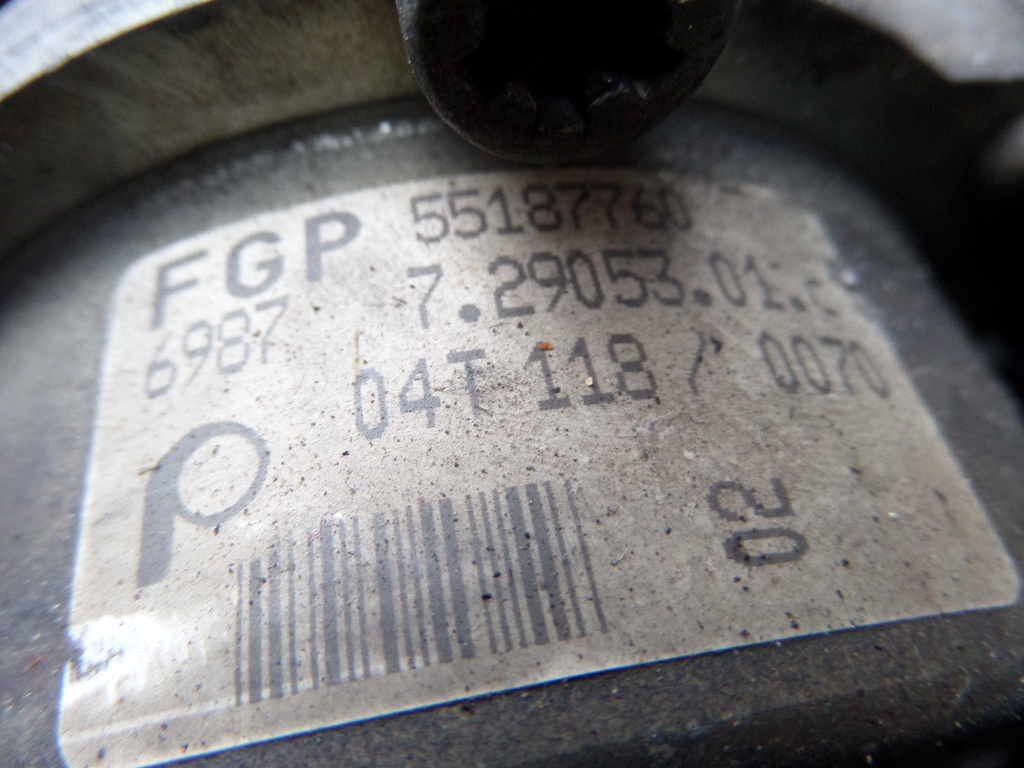 FGP 55187760
6987 7.29053.01.
04T 118 / 0070
P
02